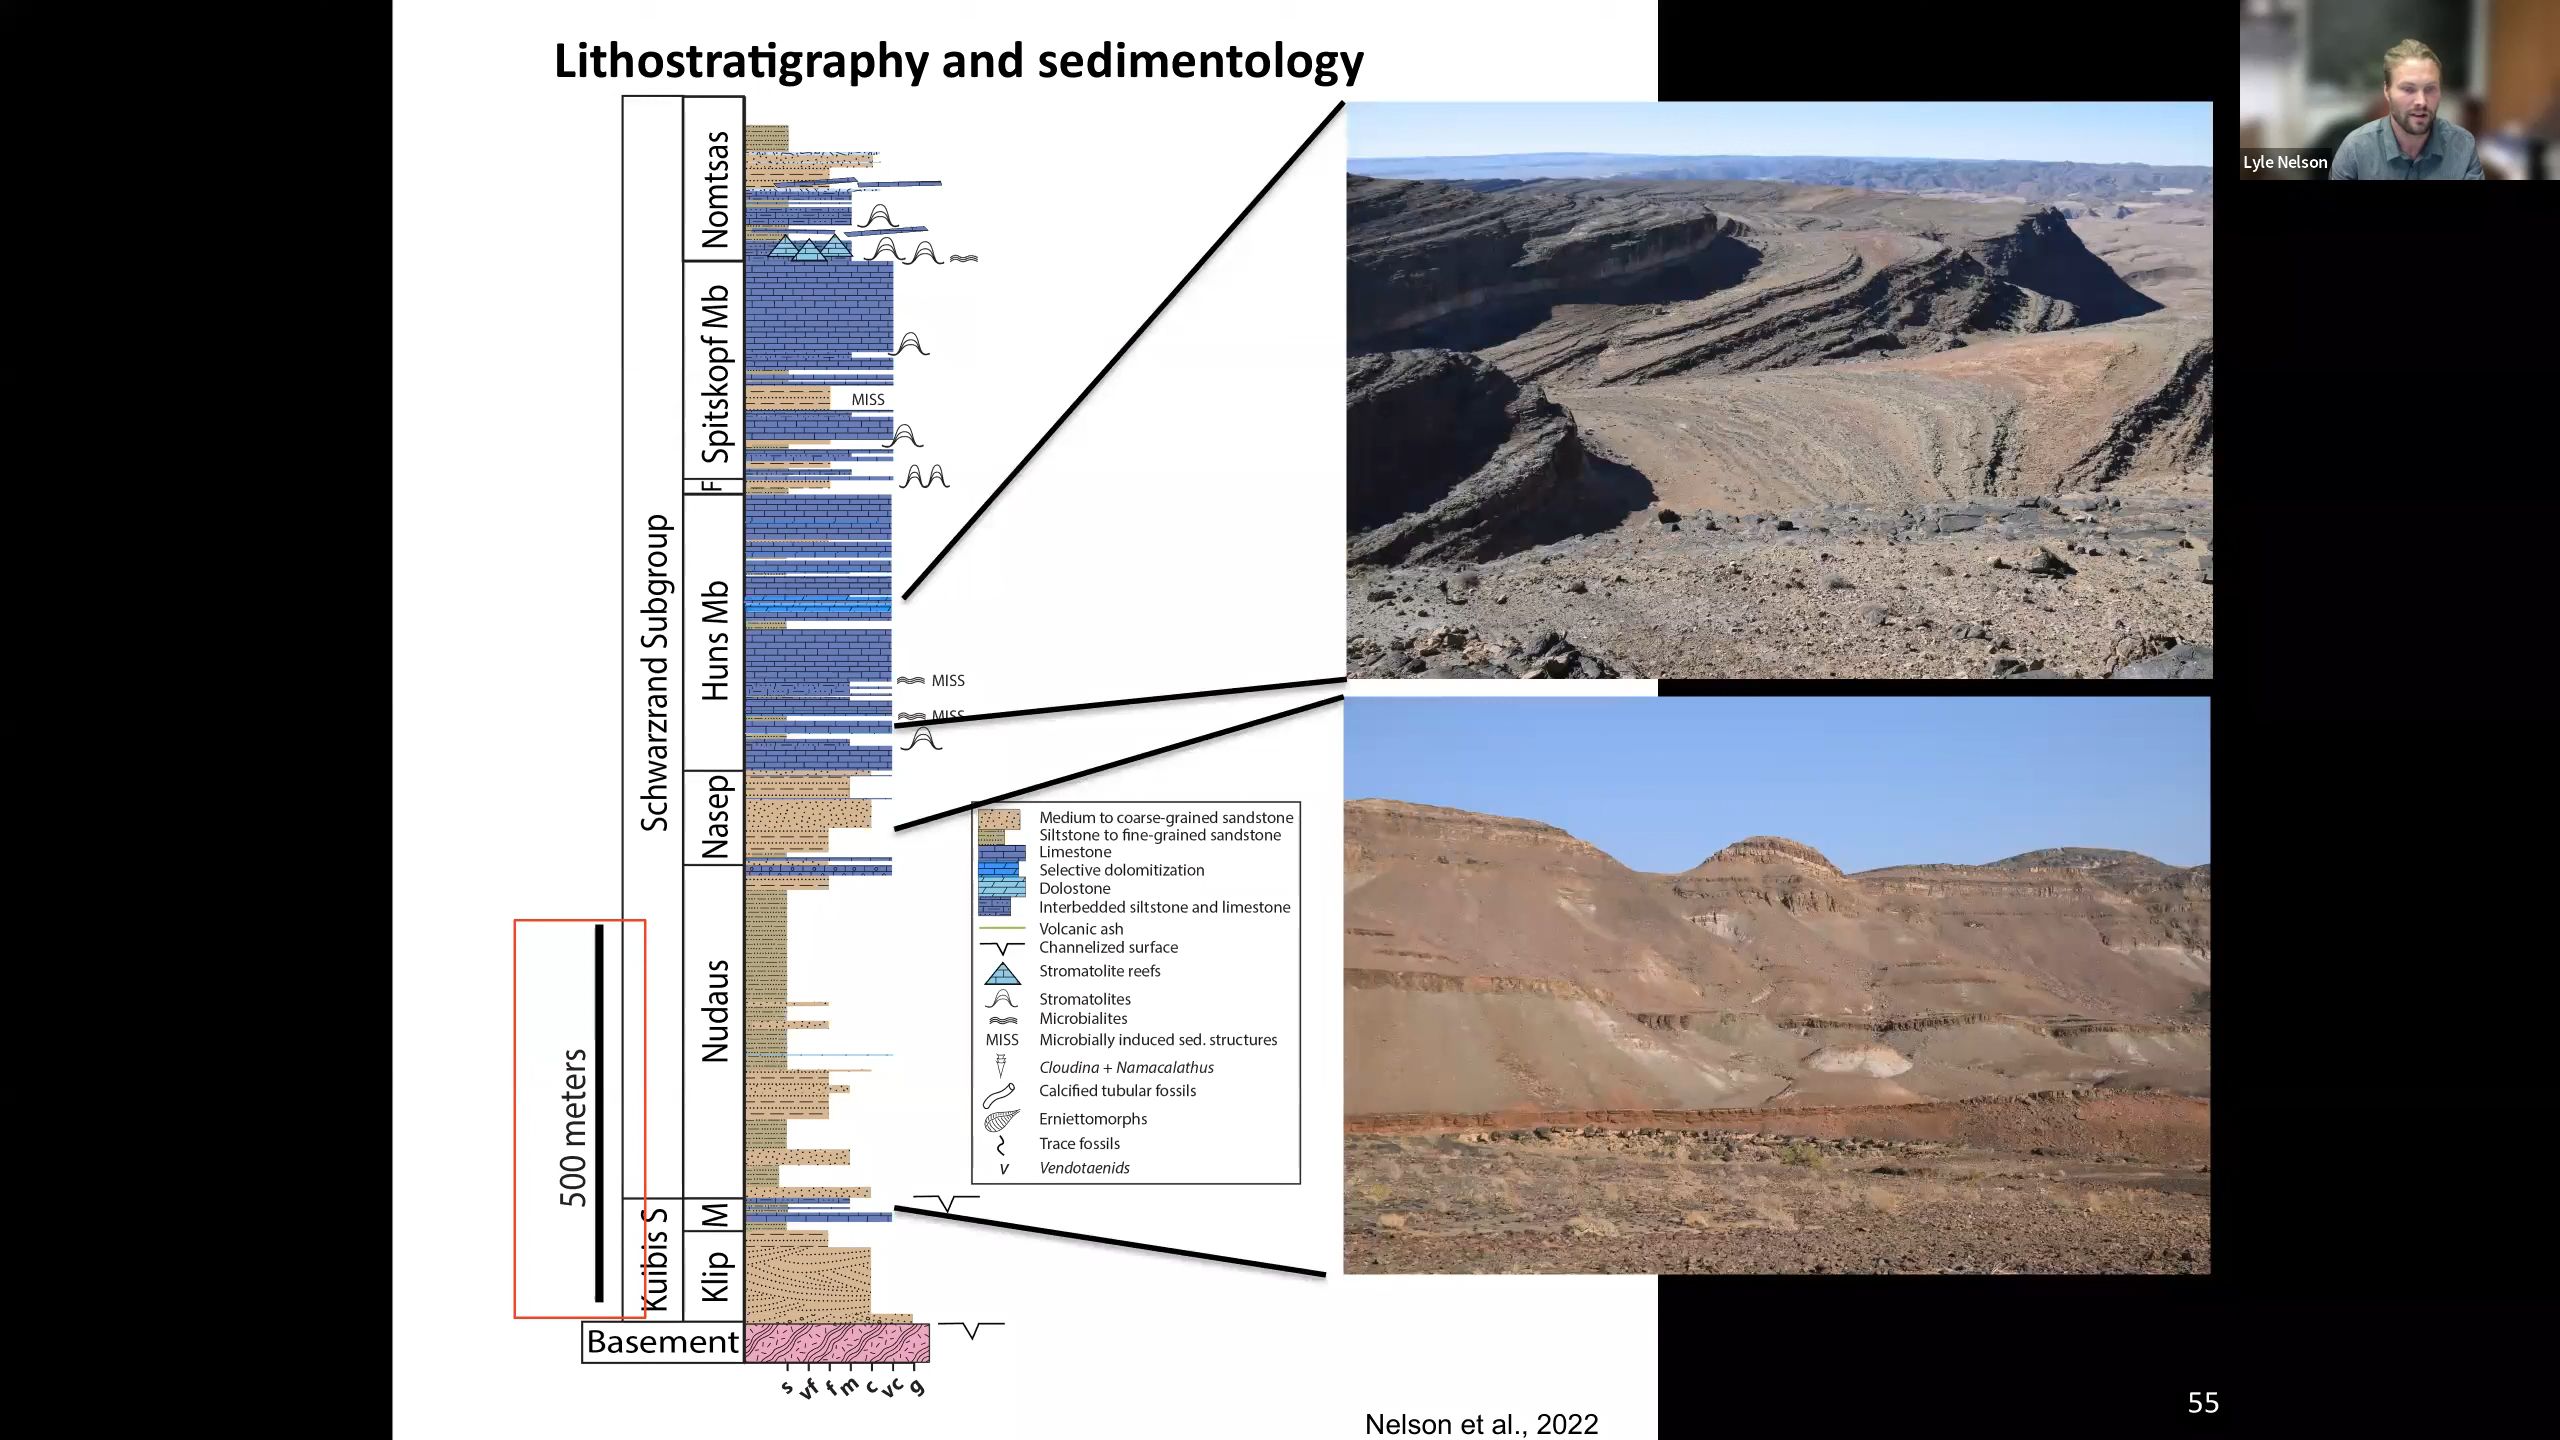 Lithostratigraphy and sedimentology
Lyle Nelson
Schwarzrand Subgroup
Kuibis S
Nomtsas
Spitskopf Mb
F
Huns Mb
Nasep
Nudaus
M
Klip
Basement
500 meters
MISS
MISS
MISS
Medium to coarse-grained sandstone
Siltstone to fine-grained sandstone
Limestone
Selective dolomitization
Dolostone
Interbedded siltstone and limestone
Volcanic ash
Channelized surface
Stromatolite reefs
Stromatolites
Microbialites
MISS Microbially induced sed. structures
Cloudina + Namacalathus
Calcified tubular fossils
Erniettomorphs
Trace fossils
v Vendotaenids
s vf f m c vc g
Nelson et al., 2022
55